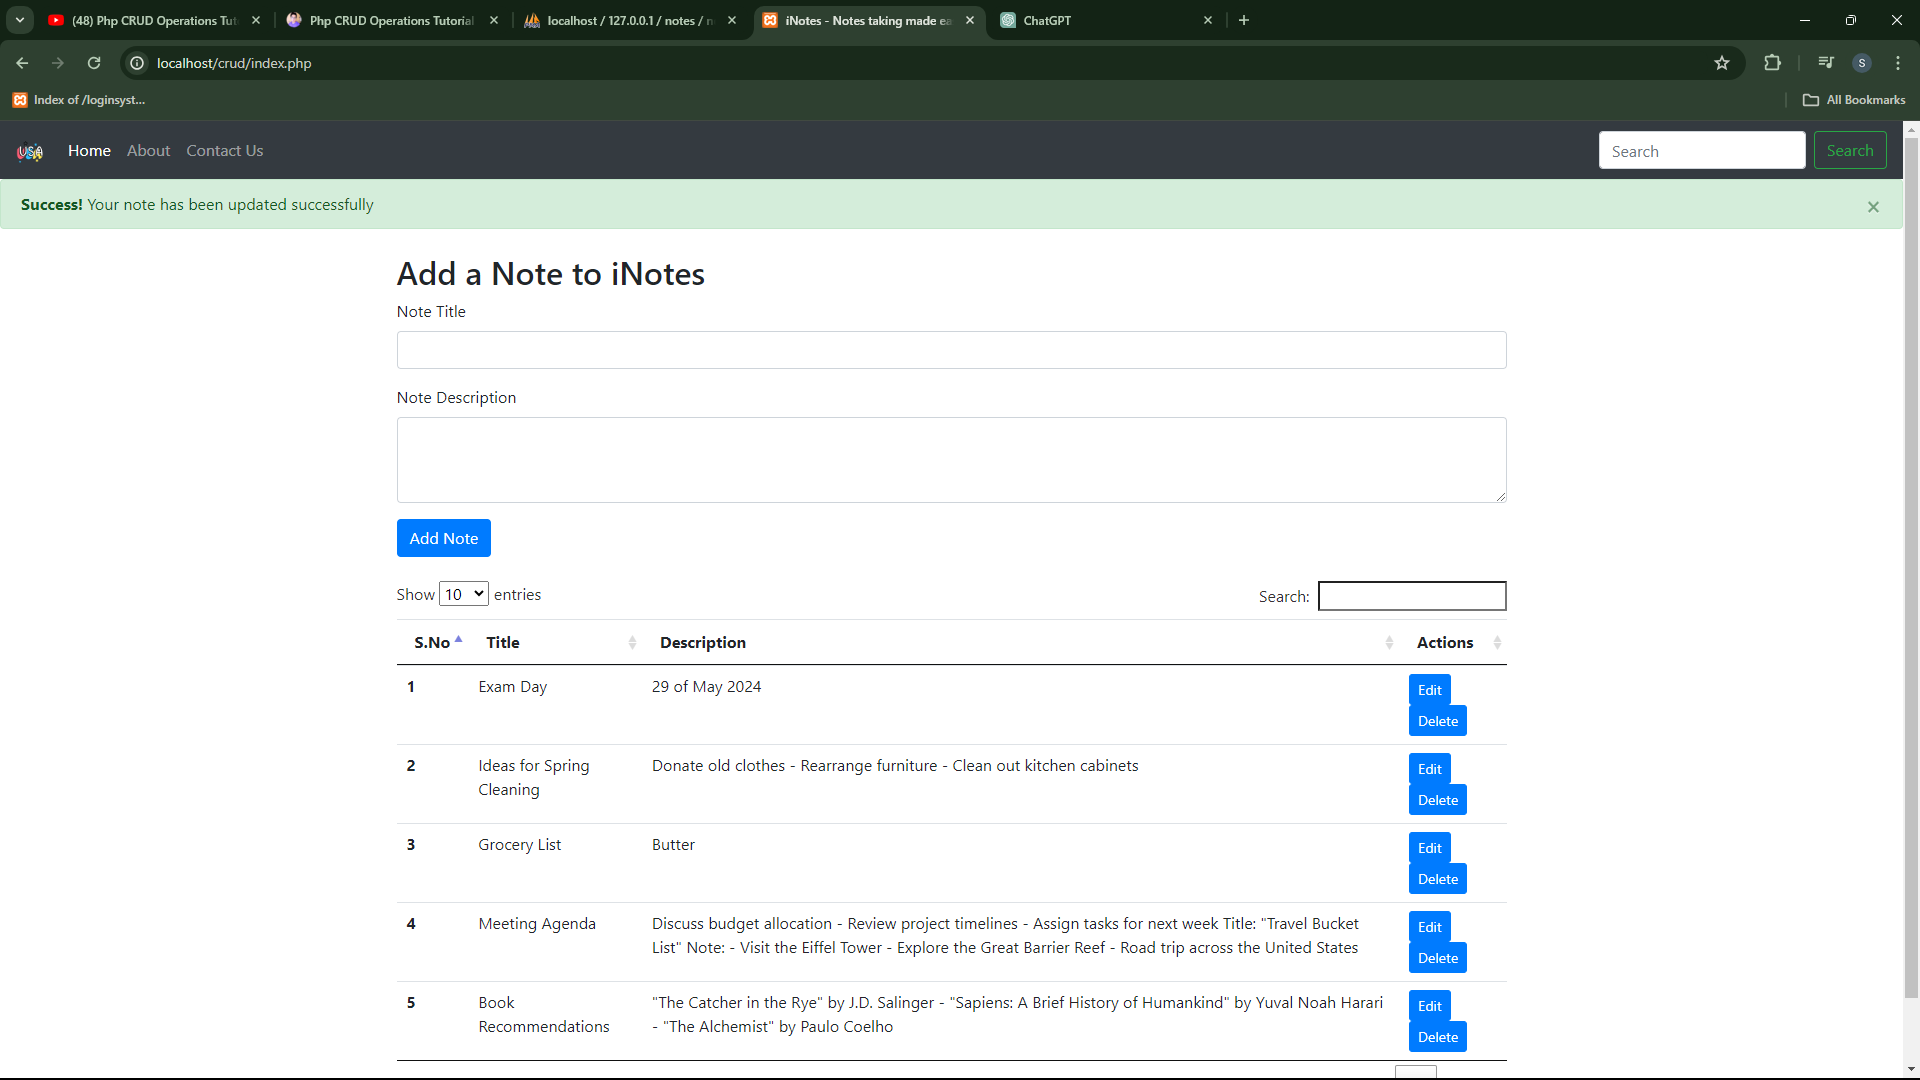 (48) Php CRUD Operations Tut
Php CRUD Operations Tutorial
localhost / 127.0.0.1 / notes / n
iNotes - Notes taking made ea
ChatGPT
localhost/crud/index.php
S
Index of /loginsyst...
All Bookmarks
USA Home About Contact Us
Search
Search
Success! Your note has been updated successfully
×
Add a Note to iNotes
Note Title
Note Description
Add Note
Show 10 entries
Search:
S.No Title Description Actions
1 Exam Day 29 of May 2024 Edit
Delete
2 Ideas for Spring Donate old clothes - Rearrange furniture - Clean out kitchen cabinets Edit
Cleaning Delete
3 Grocery List Butter Edit
Delete
4 Meeting Agenda Discuss budget allocation - Review project timelines - Assign tasks for next week Title: "Travel Bucket Edit
List" Note: - Visit the Eiffel Tower - Explore the Great Barrier Reef - Road trip across the United States Delete
5 Book "The Catcher in the Rye" by J.D. Salinger - "Sapiens: A Brief History of Humankind" by Yuval Noah Harari Edit
Recommendations - "The Alchemist" by Paulo Coelho Delete